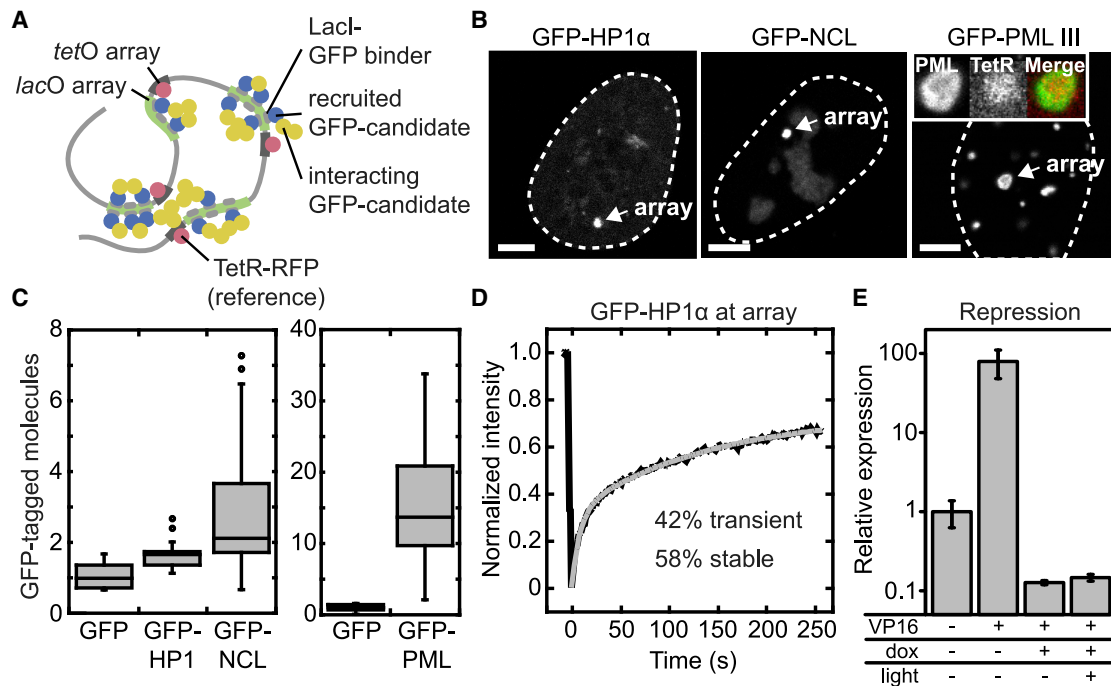 A
tetO array
lacO array
LacI-
GFP binder
recruited
GFP-candidate
interacting
GFP-candidate
TetR-RFP
(reference)
B
GFP-HP1α
GFP-NCL
GFP-PML III
array
array
PML
TetR
Merge
array
C
GFP-tagged molecules
8
6
4
2
0
GFP
GFP-
HP1
GFP-
NCL
40
30
20
10
0
GFP
GFP-
PML
D
GFP-HP1α at array
Normalized intensity
1.0
0.8
0.6
0.4
0.2
0
42% transient
58% stable
0 50 100 150 200 250
Time (s)
E
Repression
Relative expression
100
10
1
0.1
VP16 - + + +
dox - - + +
light - - - +